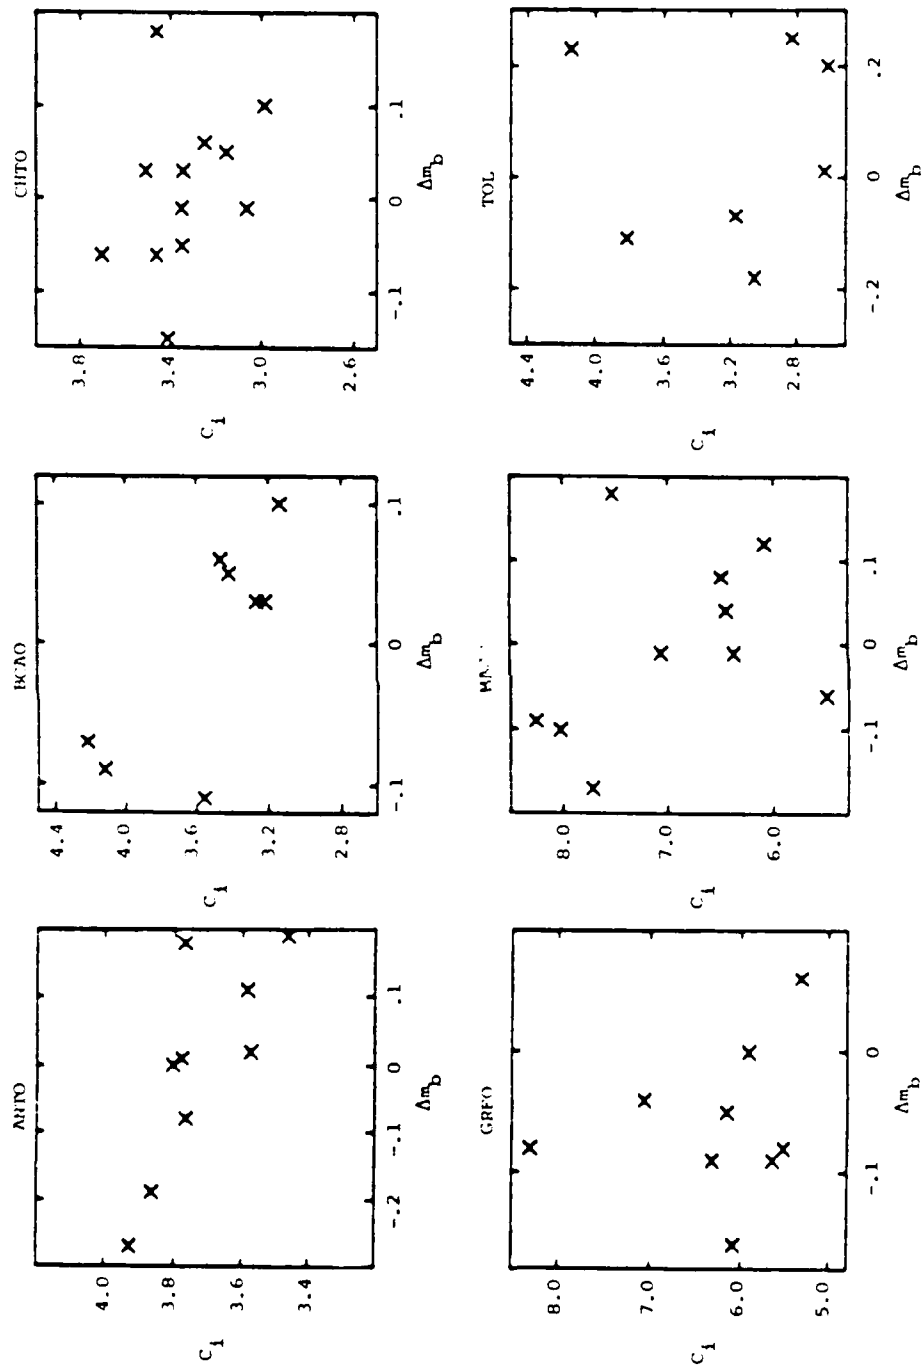 ANTO
4.0
3.8
3.6
3.4
C_i
-.2 -.1 0 .1
Δm_b
BCAO
4.4
4.0
3.6
3.2
2.8
C_i
-.1 0 .1
Δm_b
CHTO
3.8
3.4
3.0
2.6
C_i
-.1 0 .1
Δm_b
GRFO
8.0
7.0
6.0
5.0
C_i
-.1 0
Δm_b
8.0
7.0
6.0
C_i
-.1 0 .1
Δm_b
TOL
4.4
4.0
3.2
2.8
C_i
-.2 0 .2
Δm_b